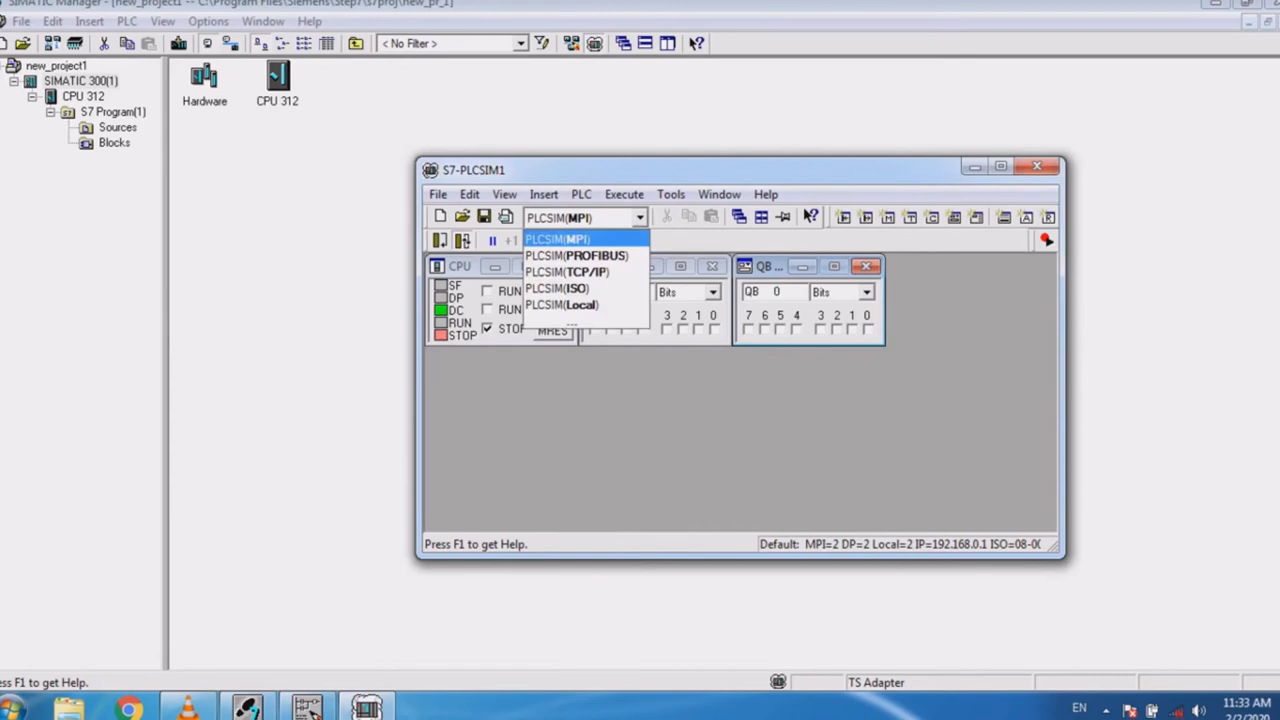 SIMATIC Manager - [new_project1 -- C:\Program Files\Siemens\Step7\s7proj\new_pr_1]
File Edit Insert PLC View Options Window Help
< No Filter >
new_project1
SIMATIC 300(1)
CPU 312
S7 Program(1)
Sources
Blocks
Hardware
CPU 312
S7-PLCSIM1
File Edit View Insert PLC Execute Tools Window Help
PLCSIM(MPI)
+1
PLCSIM(MPI)
PLCSIM(PROFIBUS)
PLCSIM(TCP/IP)
PLCSIM(ISO)
PLCSIM(Local)
...
CPU
SF
DP
DC
RUN
STOP
RUN
RUN
STOP
MRES
Bits
3 2 1 0
QB ...
QB 0 Bits
7 6 5 4 3 2 1 0
Press F1 to get Help.
Default: MPI=2 DP=2 Local=2 IP=192.168.0.1 ISO=08-00
ess F1 to get Help.
TS Adapter
EN
11:33 AM